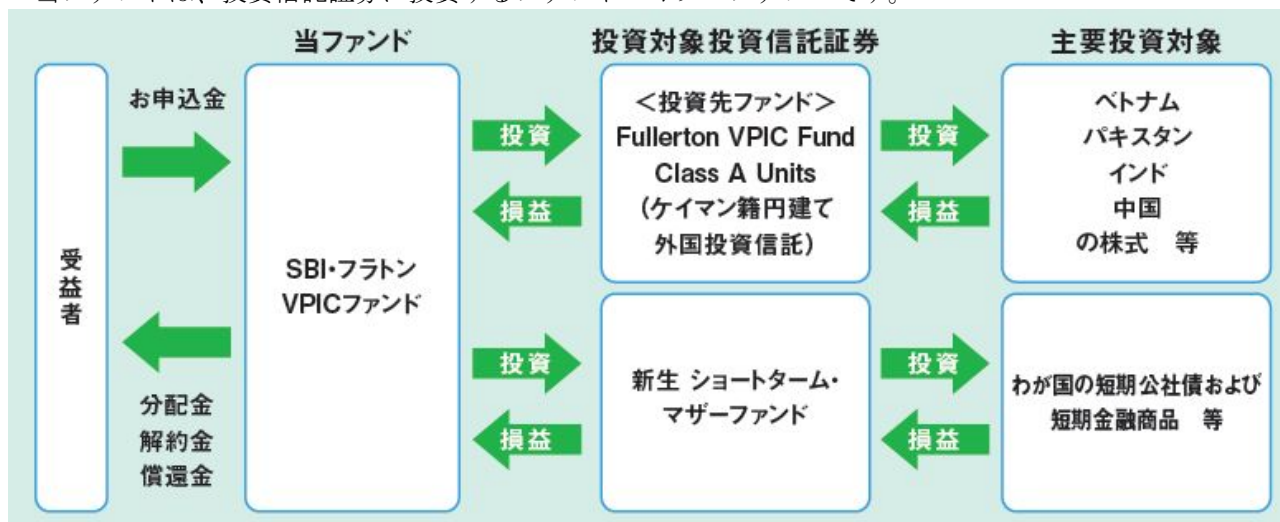 当ファンド
投資対象投資信託証券
主要投資対象
受益者
お申込金
分配金
解約金
償還金
SBI・フラトン
VPICファンド
投資
損益
<投資先ファンド>
Fullerton VPIC Fund
Class A Units
(ケイマン籍円建て
外国投資信託)
投資
損益
ベトナム
パキスタン
インド
中国
の株式 等
投資
損益
新生 ショートターム・
マザーファンド
投資
損益
わが国の短期公社債および
短期金融商品 等